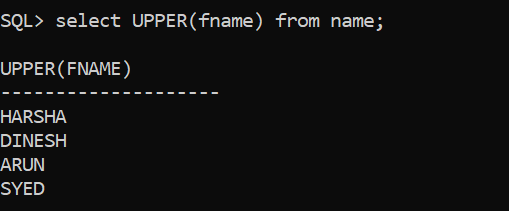 SQL> select UPPER(fname) from name;
UPPER(FNAME)
--------------------
HARSHA
DINESH
ARUN
SYED